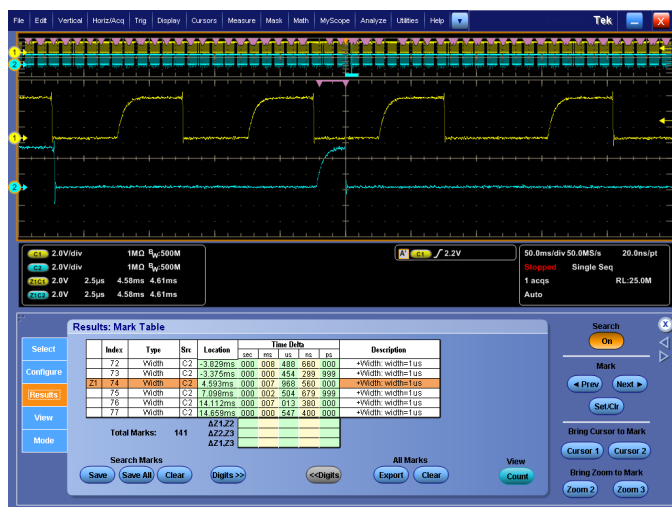 File Edit Vertical Horiz/Acq Trig Display Cursors Measure Mask Math MyScope Analyze Utilities Help Tek X
1
2
1
2
C1 2.0V/div 1MΩ BW:500M
C2 2.0V/div 1MΩ BW:500M
Z1C1 2.0V 2.5µs 4.58ms 4.61ms
Z1C2 2.0V 2.5µs 4.58ms 4.61ms
A' C1 2.2V
50.0ms/div 50.0MS/s 20.0ns/pt
Stopped Single Seq
1 acqs RL:25.0M
Auto
Results: Mark Table
Select
Configure
Results
View
Mode
Index Type Src Location Time Delta Description
sec ms us ns ps
72 Width C2 -3.829ms 000 008 488 660 000 +Width: width=1us
73 Width C2 -3.375ms 000 000 454 299 999 +Width: width=1us
Z1 74 Width C2 4.593ms 000 007 968 560 000 +Width: width=1us
75 Width C2 7.098ms 000 002 504 679 999 +Width: width=1us
76 Width C2 14.112ms 000 007 013 380 000 +Width: width=1us
77 Width C2 14.659ms 000 000 547 400 000 +Width: width=1us
Total Marks: 141
ΔZ1,Z2
ΔZ2,Z3
ΔZ1,Z3
Search Marks
Save Save All Clear Digits >> <<Digits
All Marks
Export Clear
View
Count
X
Search
On
Mark
◄ Prev Next ►
Set/Clr
Bring Cursor to Mark
Cursor 1 Cursor 2
Bring Zoom to Mark
Zoom 2 Zoom 3